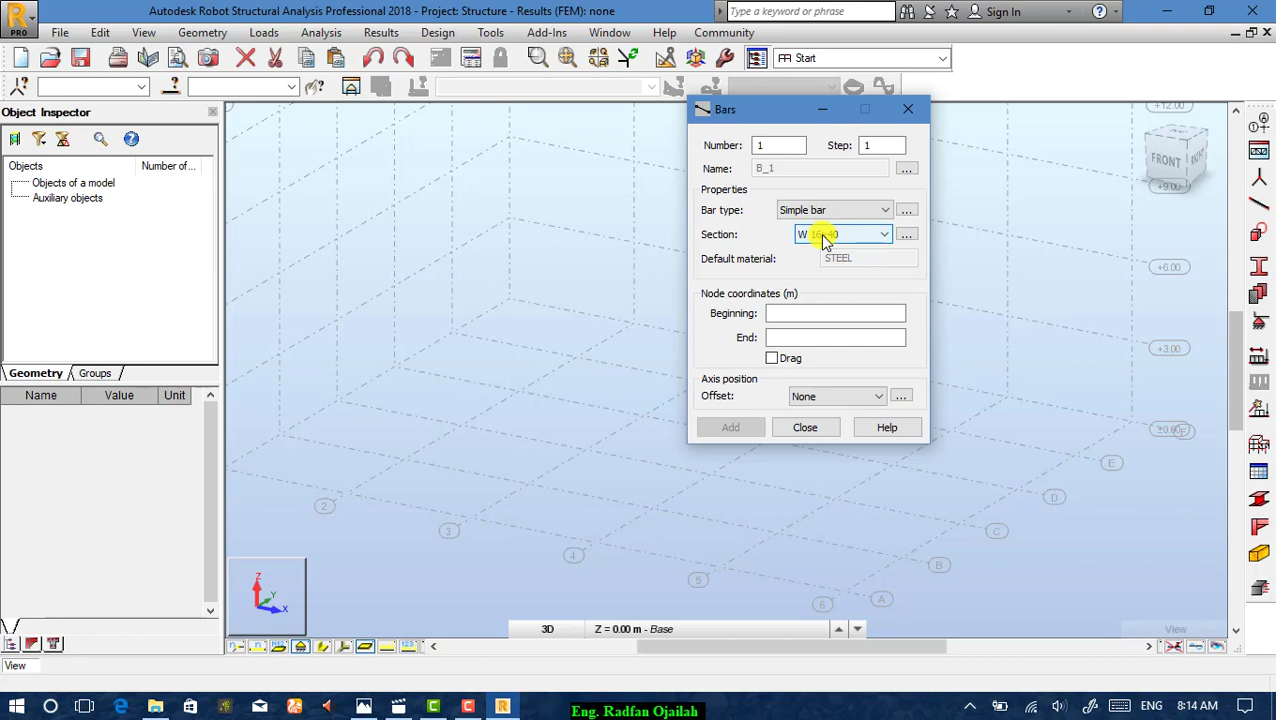 PRO
Autodesk Robot Structural Analysis Professional 2018 - Project: Structure - Results (FEM): none
Type a keyword or phrase
Sign In
File Edit View Geometry Loads Analysis Results Design Tools Add-Ins Window Help Community
Start
Object Inspector
Objects Number of...
Objects of a model
Auxiliary objects
Geometry Groups
Name Value Unit
Bars
Number: 1 Step: 1
Name: B_1 ...
Properties
Bar type: Simple bar ...
Section: W 16x40 ...
Default material: STEEL
Node coordinates (m)
Beginning:
End:
Drag
Axis position
Offset: None ...
Add Close Help
FRONT
+12.00
+9.00
+6.00
+3.00
+0.00
F
E
D
C
B
A
2
3
4
5
6
Z
Y
X
3D Z = 0.00 m - Base
View
View
Eng. Radfan Ojailah
ENG 8:14 AM